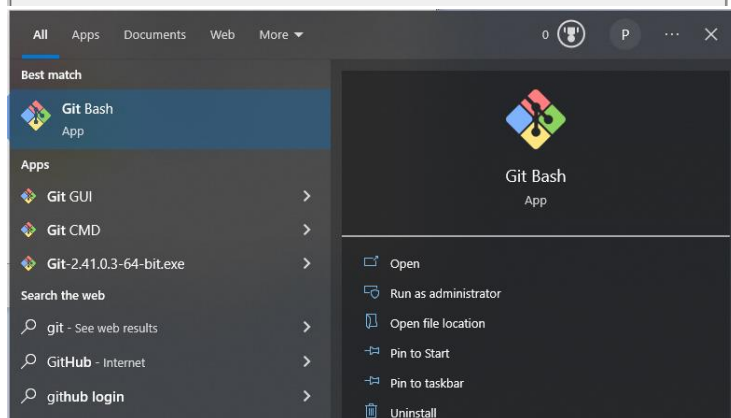 All Apps Documents Web More 0 P ...
Best match
Git Bash
App
Apps
Git GUI
Git CMD
Git-2.41.0.3-64-bit.exe
Search the web
git - See web results
GitHub - Internet
github login
Git Bash
App
Open
Run as administrator
Open file location
Pin to Start
Pin to taskbar
Uninstall